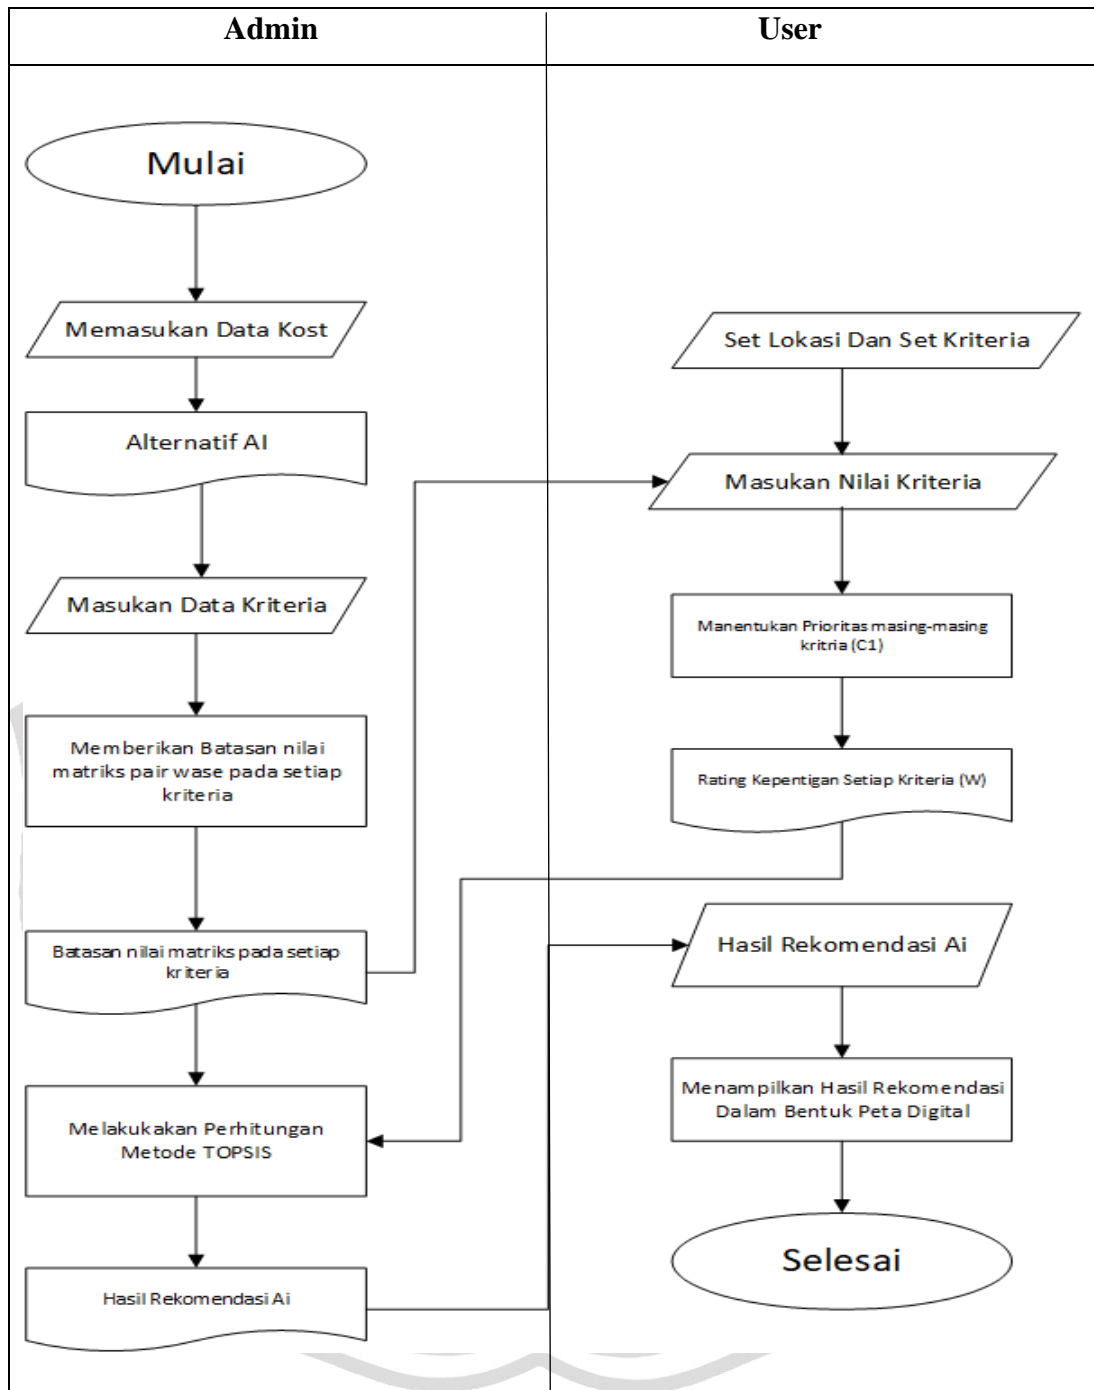 Admin
User
Mulai
Memasukan Data Kost
Alternatif AI
Masukan Data Kriteria
Memberikan Batasan nilai
matriks pair wase pada setiap
kriteria
Batasan nilai matriks pada setiap
kriteria
Melakukakan Perhitungan
Metode TOPSIS
Hasil Rekomendasi Ai
Set Lokasi Dan Set Kriteria
Masukan Nilai Kriteria
Manentukan Prioritas masing-masing
kritria (C1)
Rating Kepentigan Setiap Kriteria (W)
Hasil Rekomendasi Ai
Menampilkan Hasil Rekomendasi
Dalam Bentuk Peta Digital
Selesai